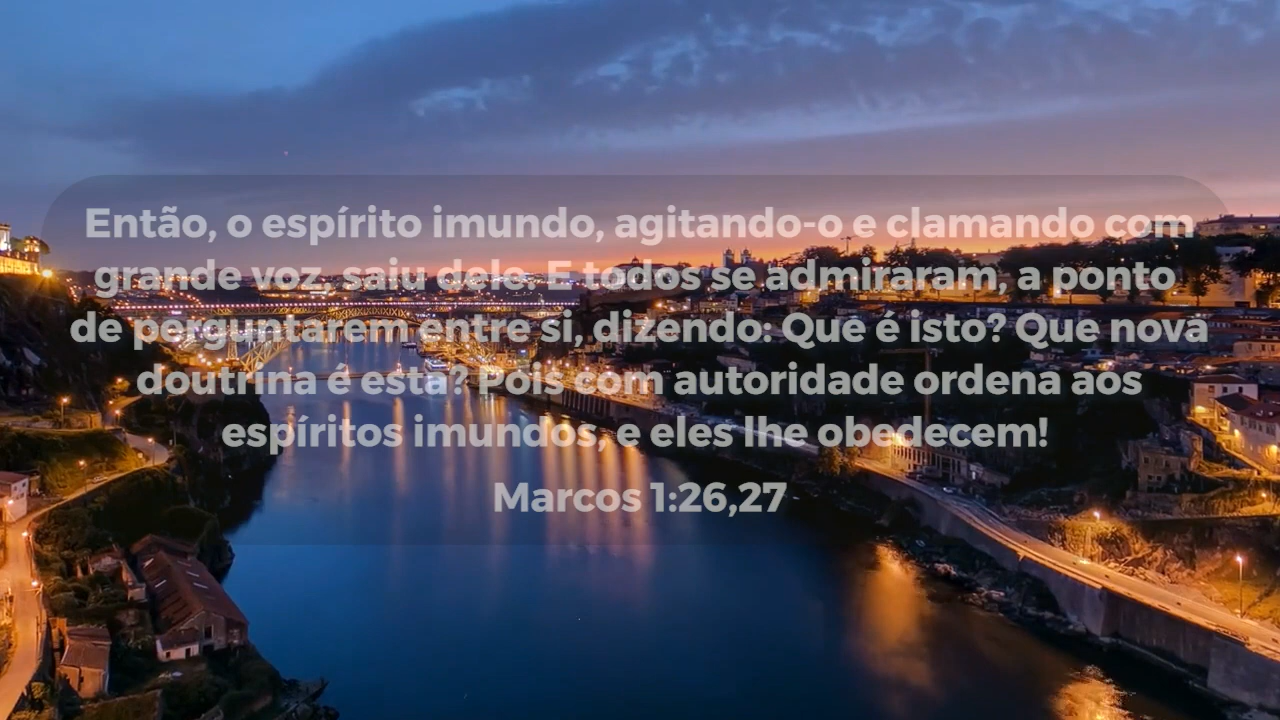 Então, o espírito imundo, agitando-o e clamando com
grande voz, saiu dele. E todos se admiraram, a ponto
de perguntarem entre si, dizendo: Que é isto? Que nova
doutrina é esta? Pois com autoridade ordena aos
espíritos imundos, e eles lhe obedecem!
Marcos 1:26,27